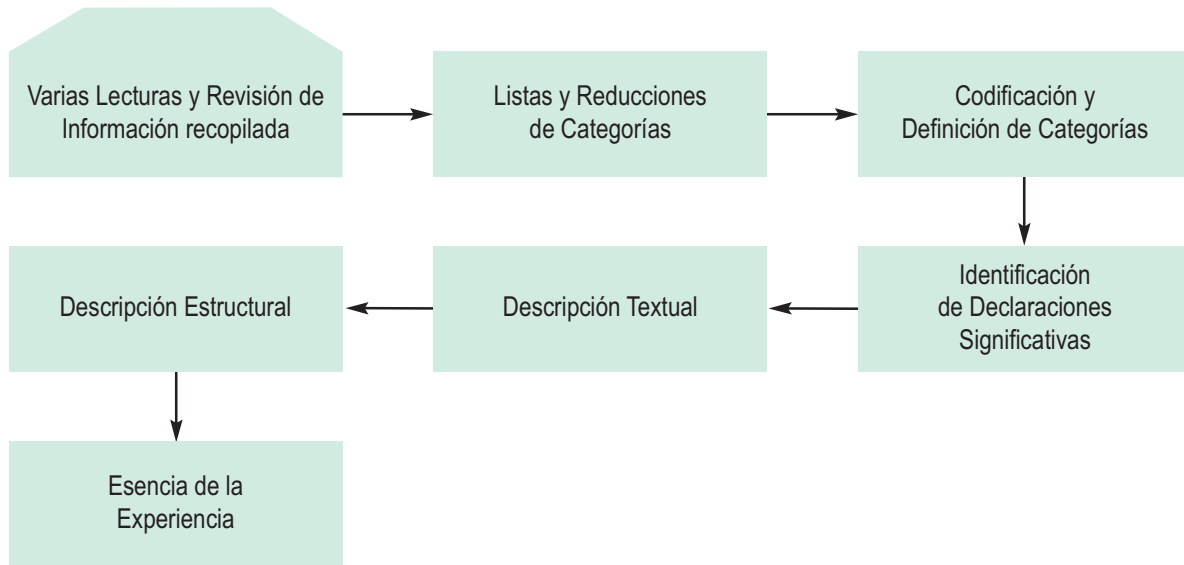 Varias Lecturas y Revisión de
Información recopilada
Listas y Reducciones
de Categorías
Codificación y
Definición de Categorías
Identificación
de Declaraciones
Significativas
Descripción Textual
Descripción Estructural
Esencia de la
Experiencia